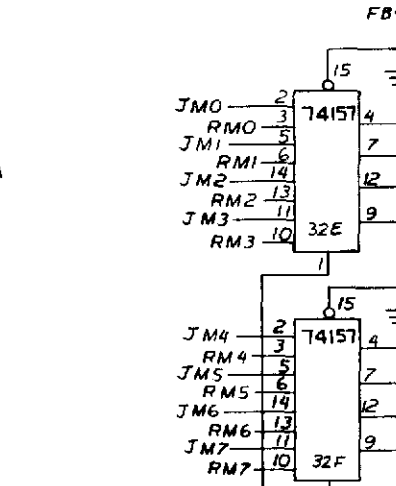 FB
15
JM0 2 74157 4
RM0 3
JM1 5 7
RM1 6
JM2 14 12
RM2 13
JM3 11 9
RM3 10 32E
1
15
JM4 2 74157 4
RM4 3
JM5 5 7
RM5 6
JM6 14 12
RM6 13
JM7 11 9
RM7 10 32F